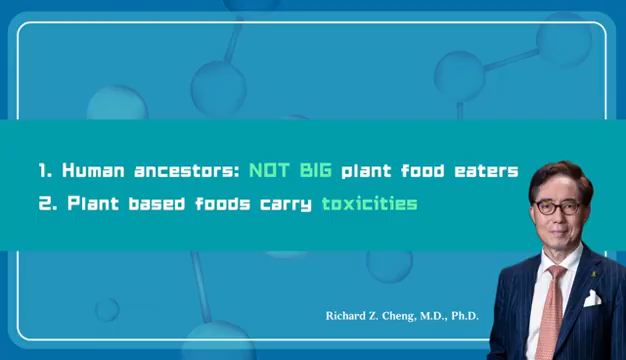 1. Human ancestors: NOT BIG plant food eaters
2. Plant based foods carry toxicities
Richard Z. Cheng, M.D., Ph.D.